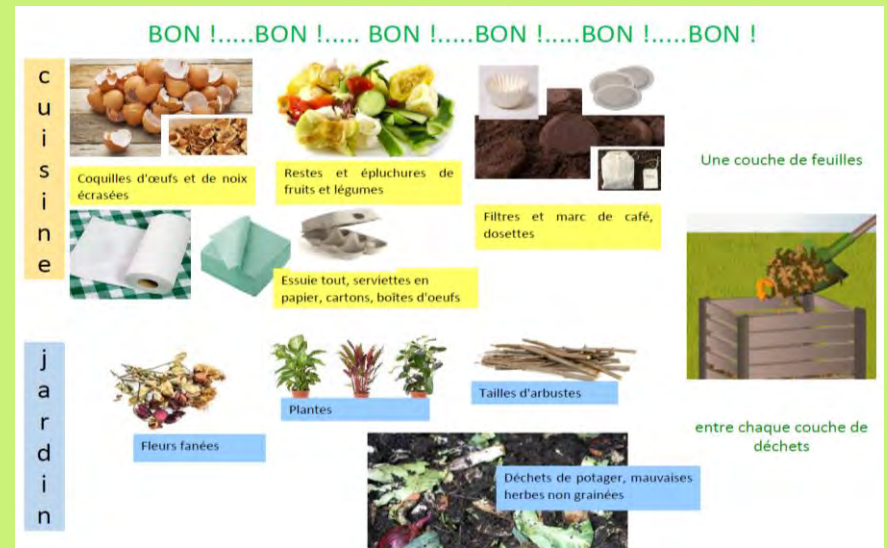 BON !.....BON !..... BON !.....BON !.....BON !.....BON !
cuisine
Coquilles d'œufs et de noix
écrasées
Restes et épluchures de
fruits et légumes
Filtres et marc de café,
dosettes
Essuie tout, serviettes en
papier, cartons, boîtes d'oeufs
Une couche de feuilles
entre chaque couche de
déchets
jardin
Fleurs fanées
Plantes
Tailles d'arbustes
Déchets de potager, mauvaises
herbes non grainées